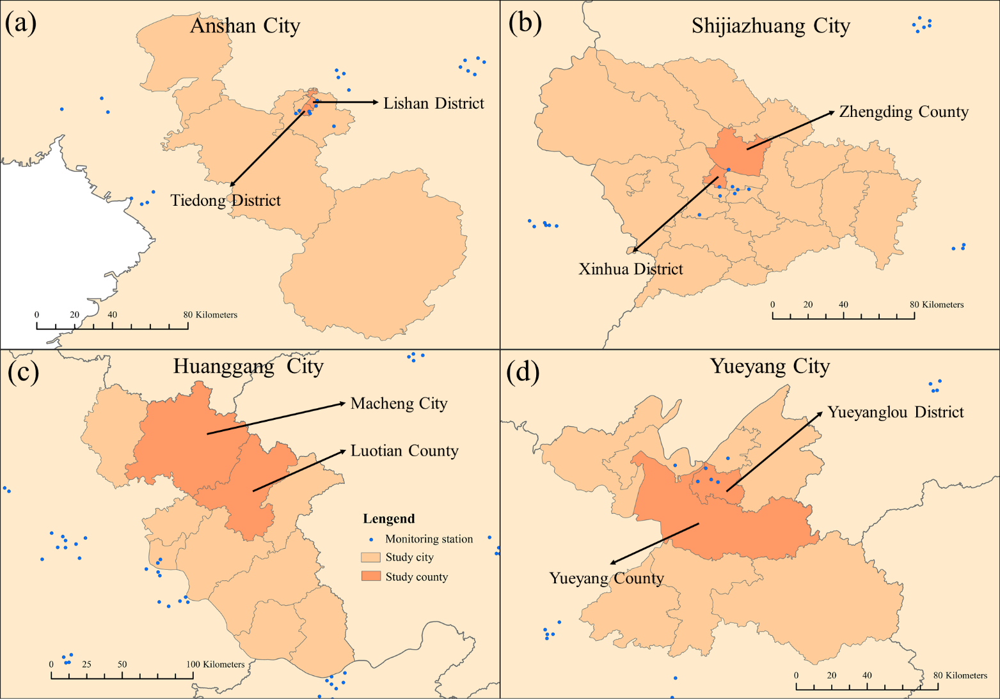 (a)
Anshan City
Lishan District
Tiedong District
0 20 40 80 Kilometers
(b)
Shijiazhuang City
Zhengding County
Xinhua District
0 20 40 80 Kilometers
(c)
Huanggang City
Macheng City
Luotian County
Lengend
Monitoring station
Study city
Study county
0 25 50 100 Kilometers
(d)
Yueyang City
Yueyanglou District
Yueyang County
0 20 40 80 Kilometers